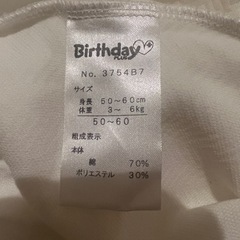 Birthday
PLUS
No. 3754B7
サイズ
身長 50〜60cm
体重 3〜 6kg
50−60
組成表示
本体
綿 70%
ポリエステル 30%